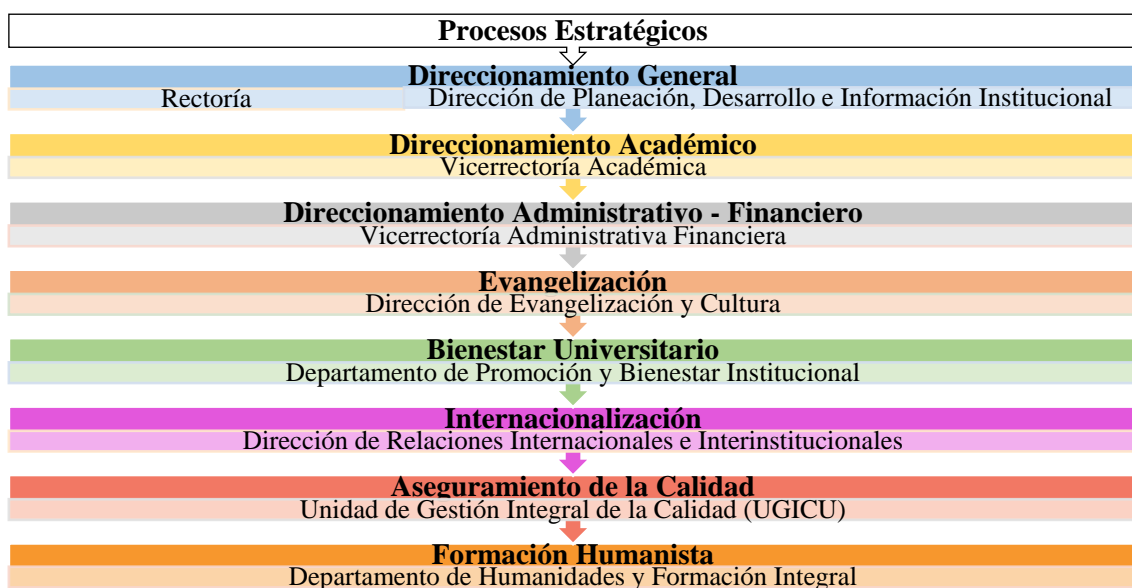 Procesos Estratégicos
Direccionamiento General
Rectoría
Dirección de Planeación, Desarrollo e Información Institucional
Direccionamiento Académico
Vicerrectoría Académica
Direccionamiento Administrativo - Financiero
Vicerrectoría Administrativa Financiera
Evangelización
Dirección de Evangelización y Cultura
Bienestar Universitario
Departamento de Promoción y Bienestar Institucional
Internacionalización
Dirección de Relaciones Internacionales e Interinstitucionales
Aseguramiento de la Calidad
Unidad de Gestión Integral de la Calidad (UGICU)
Formación Humanista
Departamento de Humanidades y Formación Integral